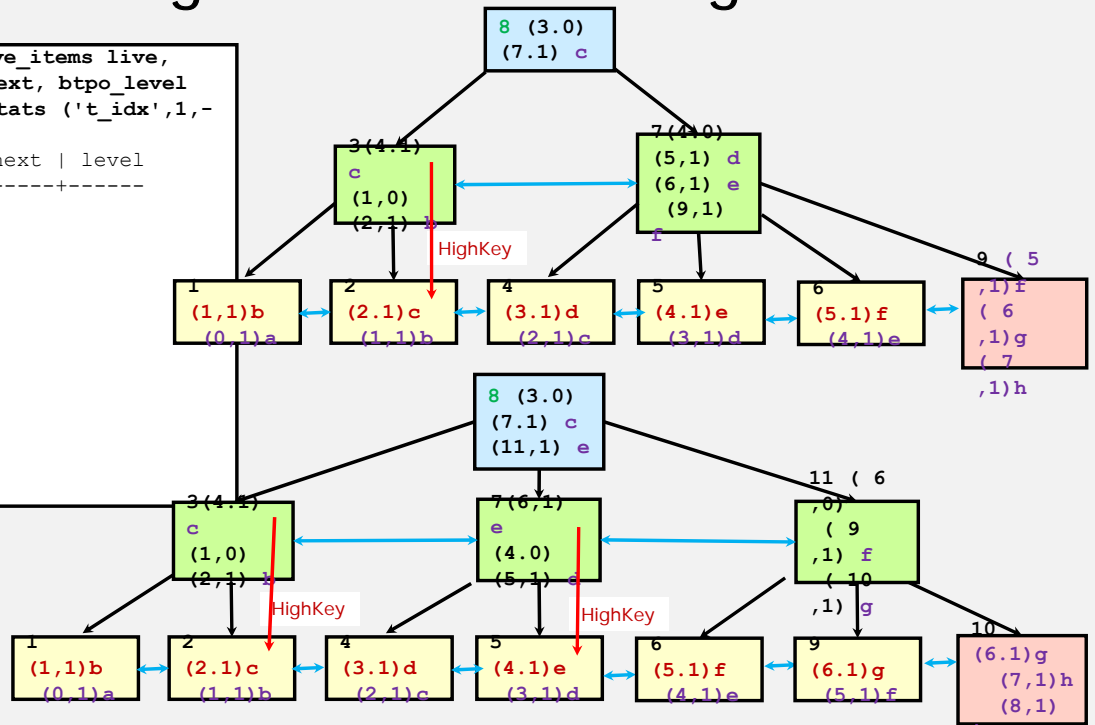 ve_items live,
ext, btpo_level
tats ('t_idx',1,-
next | level
-----+------
8 (3.0)
(7.1) c
3(4.1)
c
(1,0)
(2,1) b
7(4.0)
(5,1) d
(6,1) e
(9,1)
f
HighKey
1
(1,1)b
(0,1)a
2
(2.1)c
(1,1)b
4
(3.1)d
(2,1)c
5
(4.1)e
(3,1)d
6
(5.1)f
(4,1)e
9 ( 5
,1)f
( 6
,1)g
( 7
,1)h
8 (3.0)
(7.1) c
(11,1) e
3(4.1)
c
(1,0)
(2,1) b
7(6,1)
e
(4.0)
(5,1) d
11 ( 6
,0)
( 9
,1) f
( 10
,1) g
HighKey
HighKey
1
(1,1)b
(0,1)a
2
(2.1)c
(1,1)b
4
(3.1)d
(2,1)c
5
(4.1)e
(3,1)d
6
(5.1)f
(4,1)e
9
(6.1)g
(5,1)f
10
(6.1)g
(7,1)h
(8,1)